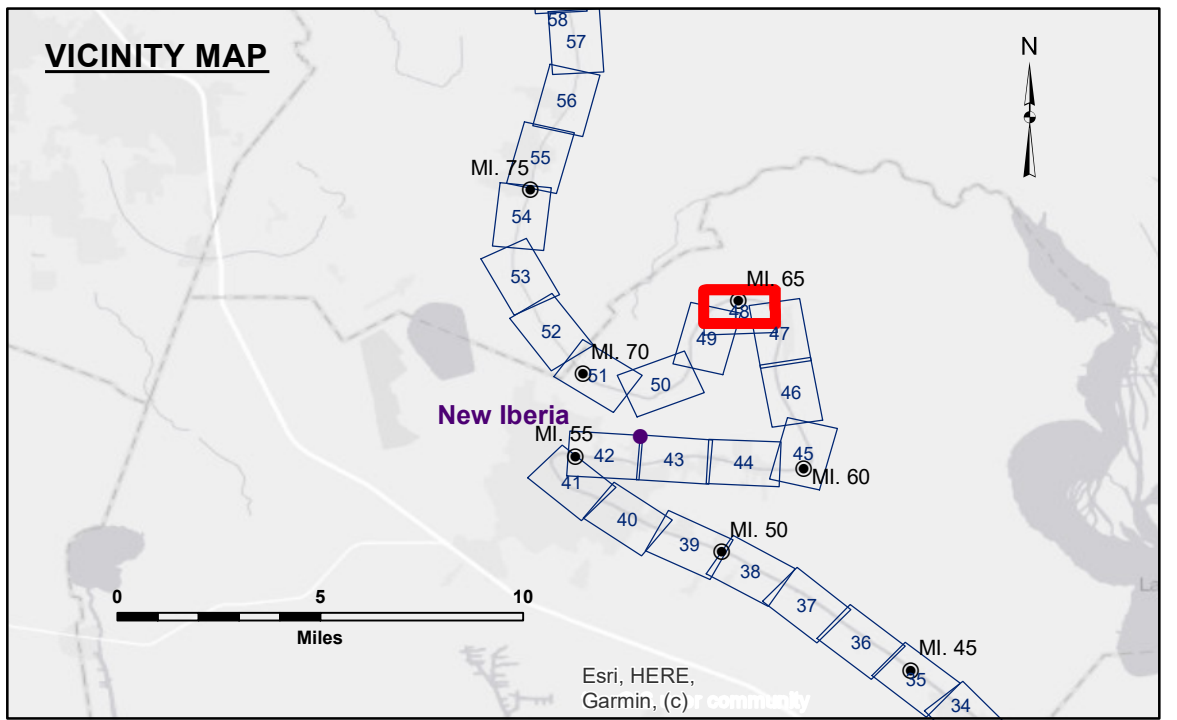 VICINITY MAP
N
58
57
56
55
MI. 75
54
53
52
MI. 65
48
47
49
MI. 70
51
50
46
New Iberia
MI. 55
42
43
44
45
MI. 60
41
40
39
MI. 50
38
37
36
MI. 45
35
34
La
0 5 10
Miles
Esri, HERE,
Garmin, (c)
r community